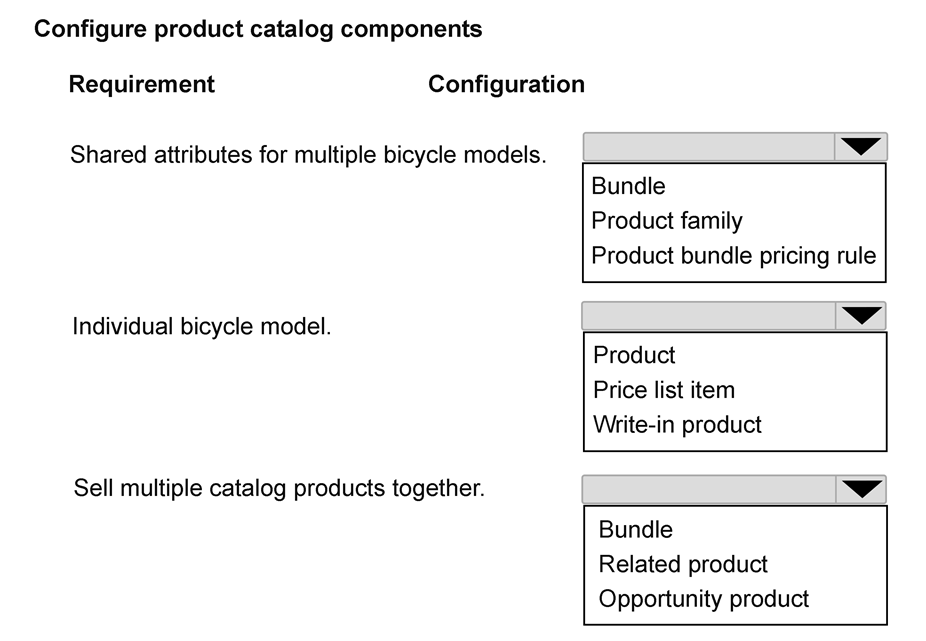 Configure product catalog components
Requirement Configuration
Shared attributes for multiple bicycle models.
Bundle
Product family
Product bundle pricing rule
Individual bicycle model.
Product
Price list item
Write-in product
Sell multiple catalog products together.
Bundle
Related product
Opportunity product